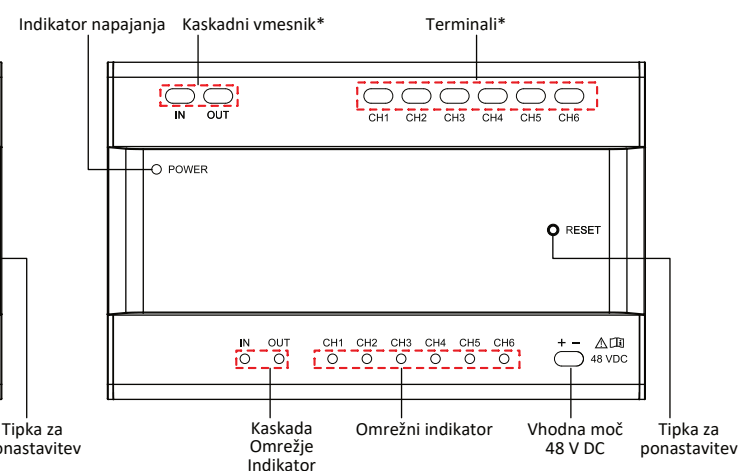 Indikator napajanja
Kaskadni vmesnik*
Terminali*
IN OUT
CH1 CH2 CH3 CH4 CH5 CH6
POWER
RESET
IN OUT
CH1 CH2 CH3 CH4 CH5 CH6
+ −
48 VDC
Tipka za
Kaskada
Omrežje
Indikator
Omrežni indikator
Vhodna moč
48 V DC
Tipka za
ponastavitev